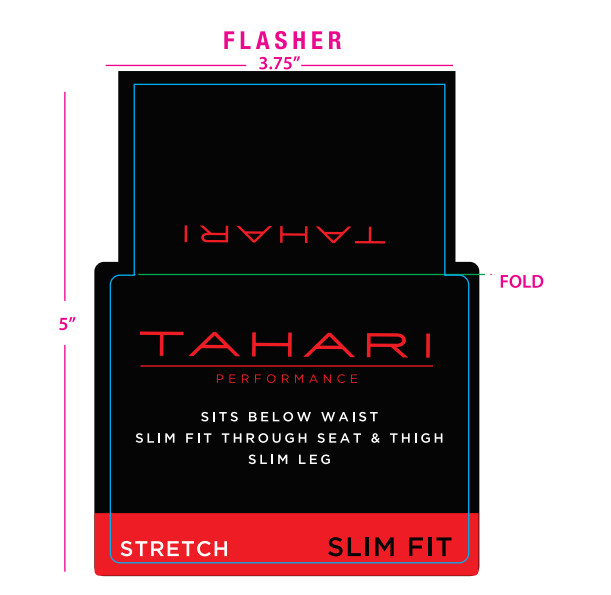 FLASHER
3.75”
TAHARI
FOLD
5”
TAHARI
PERFORMANCE
SITS BELOW WAIST
SLIM FIT THROUGH SEAT & THIGH
SLIM LEG
STRETCH SLIM FIT